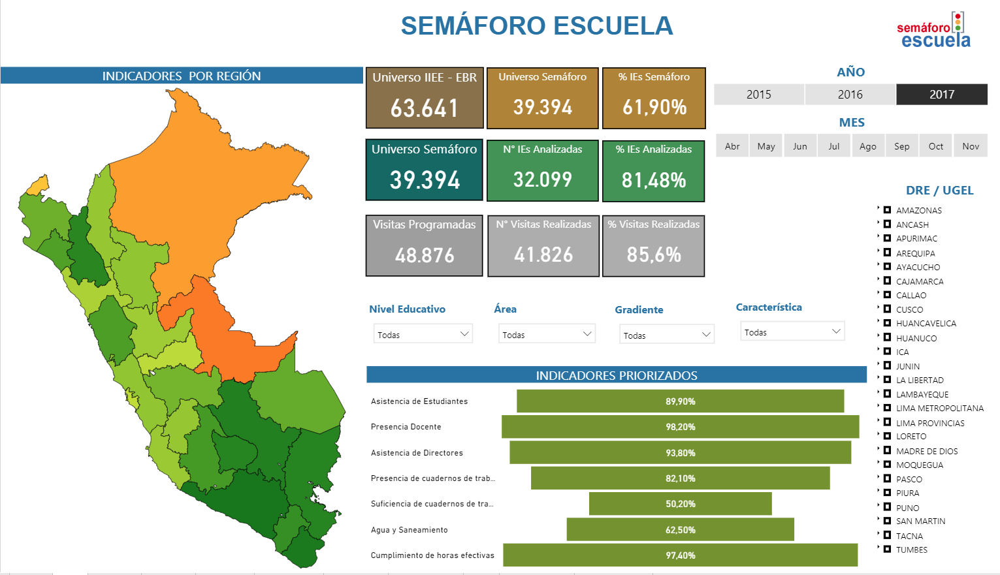 SEMÁFORO ESCUELA
semáforo
escuela
INDICADORES POR REGIÓN
Universo IIEE - EBR
63.641
Universo Semáforo
39.394
% IEs Semáforo
61,90%
Universo Semáforo
39.394
N° IEs Analizadas
32.099
% IEs Analizadas
81,48%
Visitas Programadas
48.876
N° Visitas Realizadas
41.826
% Visitas Realizadas
85,6%
AÑO
2015
2016
2017
MES
Abr
May
Jun
Jul
Ago
Sep
Oct
Nov
Nivel Educativo
Todas
Área
Todas
Gradiente
Todas
Característica
Todas
INDICADORES PRIORIZADOS
Asistencia de Estudiantes
89,90%
Presencia Docente
98,20%
Asistencia de Directores
93,80%
Presencia de cuadernos de trab...
82,10%
Suficiencia de cuadernos de tra...
50,20%
Agua y Saneamiento
62,50%
Cumplimiento de horas efectivas
97,40%
DRE / UGEL
AMAZONAS
ANCASH
APURIMAC
AREQUIPA
AYACUCHO
CAJAMARCA
CALLAO
CUSCO
HUANCAVELICA
HUANUCO
ICA
JUNIN
LA LIBERTAD
LAMBAYEQUE
LIMA METROPOLITANA
LIMA PROVINCIAS
LORETO
MADRE DE DIOS
MOQUEGUA
PASCO
PIURA
PUNO
SAN MARTIN
TACNA
TUMBES